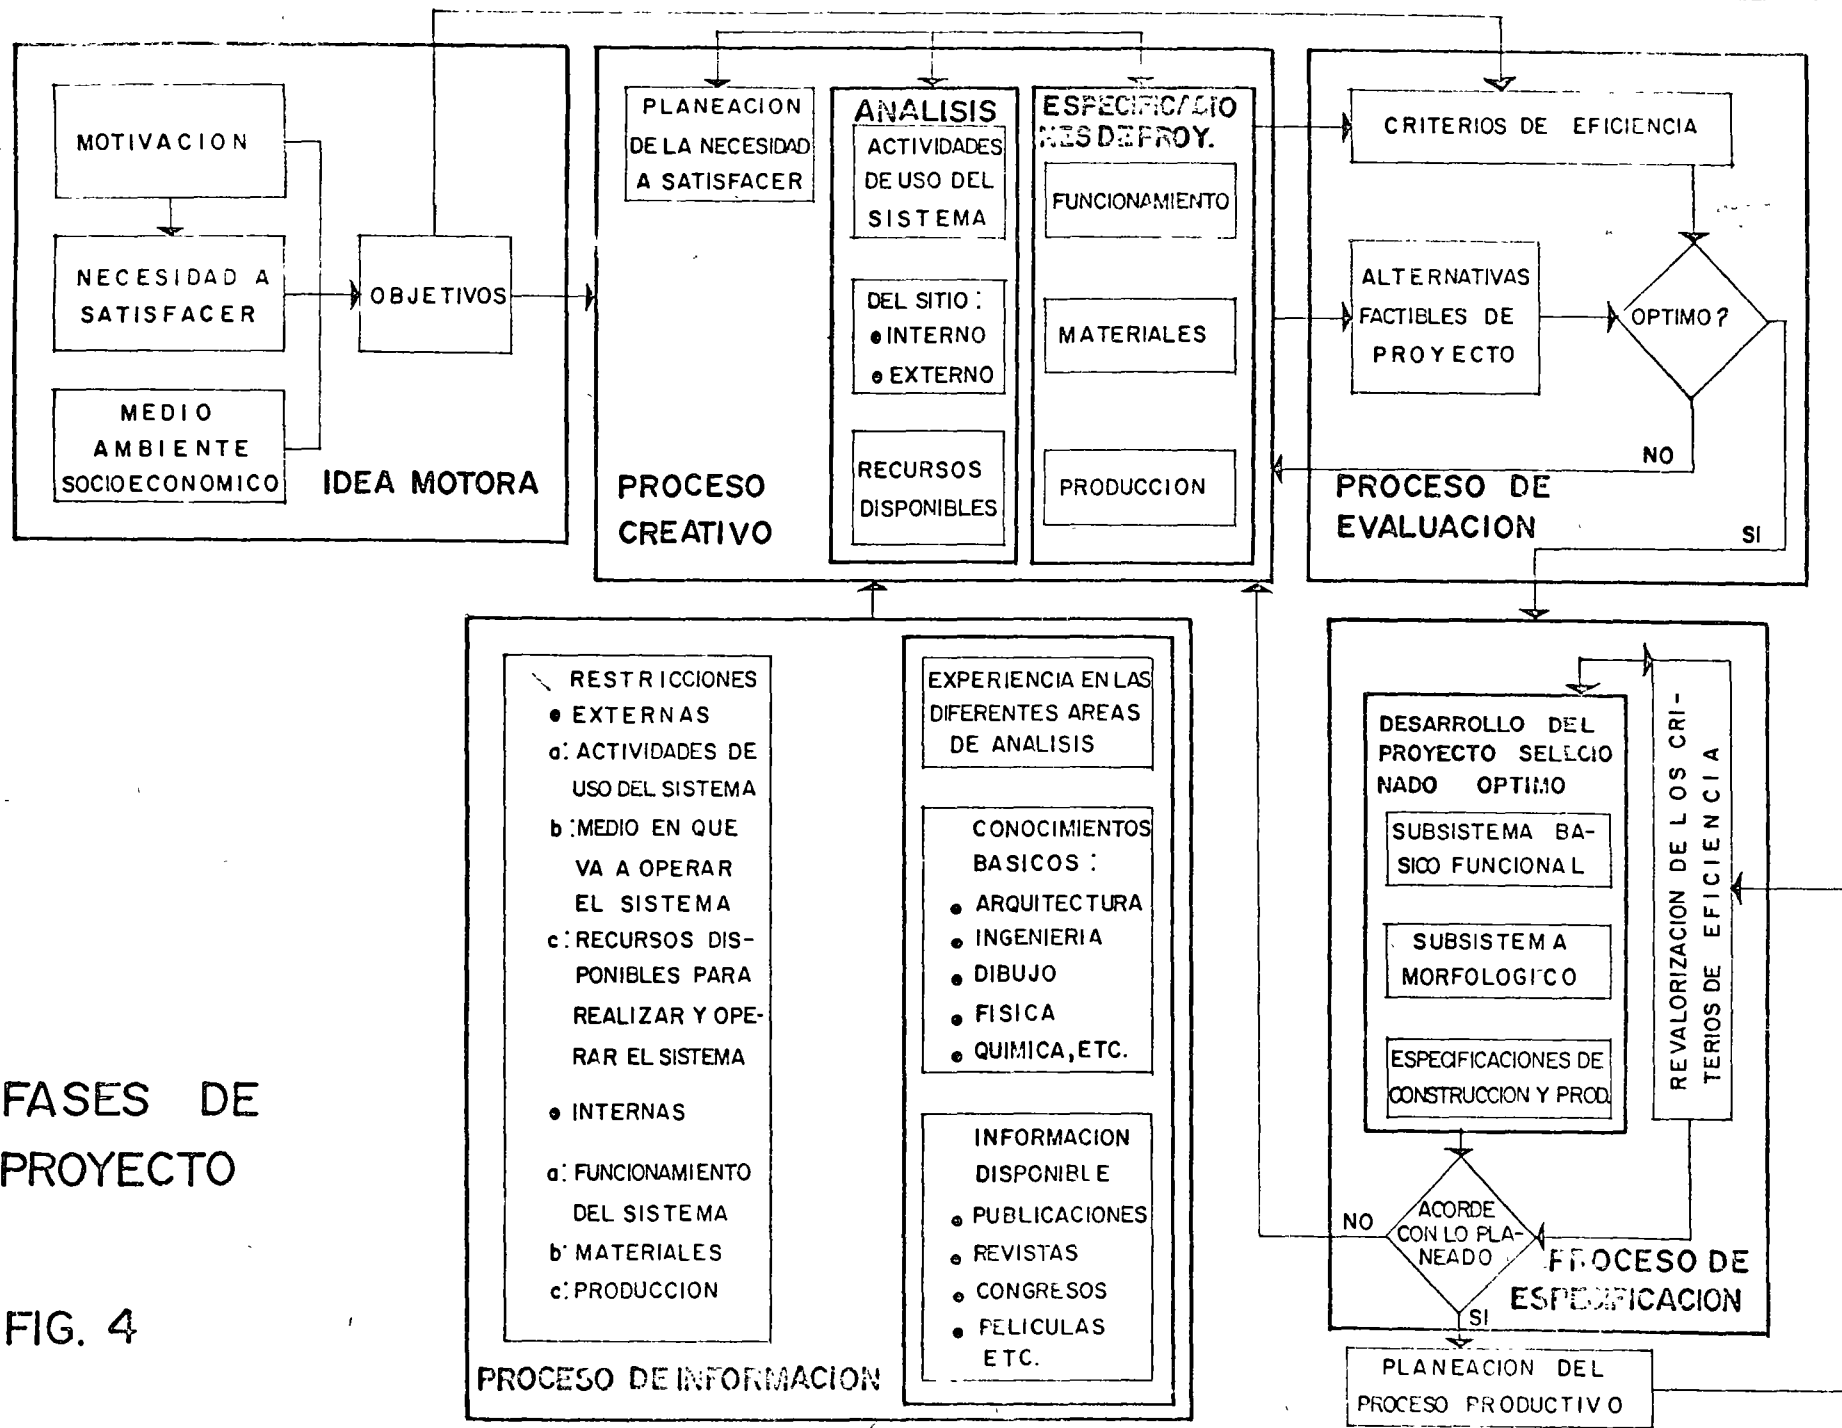 MOTIVACION
NECESIDAD A
SATISFACER
MEDIO
AMBIENTE
SOCIOECONOMICO
OBJETIVOS
IDEA MOTORA
PLANEACION
DE LA NECESIDAD
A SATISFACER
ANALISIS
ACTIVIDADES
DE USO DEL
SISTEMA
DEL SITIO:
• INTERNO
• EXTERNO
RECURSOS
DISPONIBLES
ESPECIFICACIO
NES DE PROY.
FUNCIONAMIENTO
MATERIALES
PRODUCCION
PROCESO
CREATIVO
CRITERIOS DE EFICIENCIA
ALTERNATIVAS
FACTIBLES DE
PROYECTO
OPTIMO?
NO
SI
PROCESO DE
EVALUACION
RESTRICCIONES
• EXTERNAS
a: ACTIVIDADES DE
USO DEL SISTEMA
b: MEDIO EN QUE
VA A OPERAR
EL SISTEMA
c: RECURSOS DIS-
PONIBLES PARA
REALIZAR Y OPE-
RAR EL SISTEMA
• INTERNAS
a: FUNCIONAMIENTO
DEL SISTEMA
b: MATERIALES
c: PRODUCCION
EXPERIENCIA EN LAS
DIFERENTES AREAS
DE ANALISIS
CONOCIMIENTOS
BASICOS:
• ARQUITECTURA
• INGENIERIA
• DIBUJO
• FISICA
• QUIMICA, ETC.
INFORMACION
DISPONIBLE
• PUBLICACIONES
• REVISTAS
• CONGRESOS
• PELICULAS
ETC.
PROCESO DE INFORMACION
DESARROLLO DEL
PROYECTO SELECIO
NADO OPTIMO
SUBSISTEMA BA-
SICO FUNCIONAL
SUBSISTEMA
MORFOLOGICO
ESPECIFICACIONES DE
CONSTRUCCION Y PROD.
REVALORIZACION DE LOS CRI-
TERIOS DE EFICIENCIA
ACORDE
CON LO PLA-
NEADO
NO
SI
PROCESO DE
ESPECIFICACION
PLANEACION DEL
PROCESO PRODUCTIVO
FASES DE
PROYECTO
FIG. 4